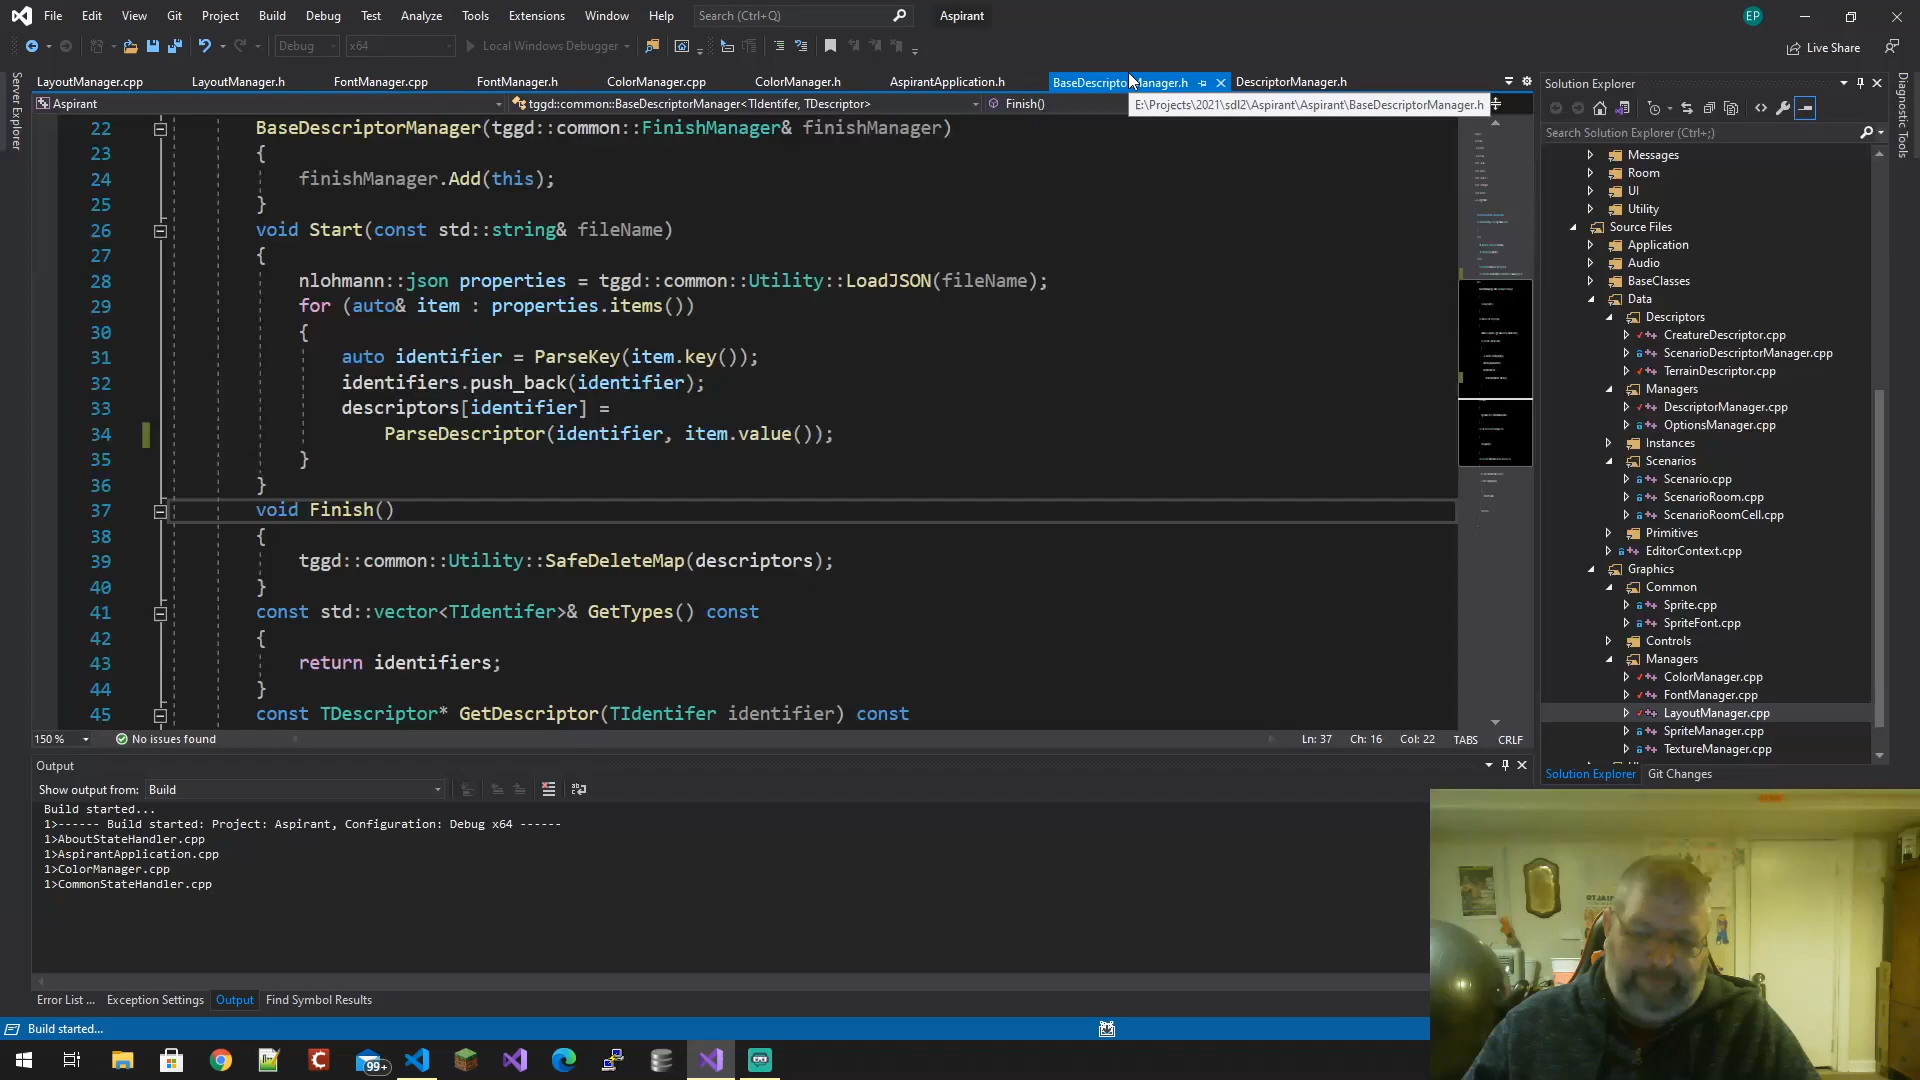 File Edit View Git Project Build Debug Test Analyze Tools Extensions Window Help Search (Ctrl+Q) Aspirant EP
Debug x64 Local Windows Debugger Live Share
LayoutManager.cpp LayoutManager.h FontManager.cpp FontManager.h ColorManager.cpp ColorManager.h AspirantApplication.h BaseDescriptorManager.h DescriptorManager.h
Aspirant tggd::common::BaseDescriptorManager<TIdentifer, TDescriptor> Finish()
E:\Projects\2021\sdl2\Aspirant\Aspirant\BaseDescriptorManager.h
Server Explorer
22 BaseDescriptorManager(tggd::common::FinishManager& finishManager)
23 {
24 finishManager.Add(this);
25 }
26 void Start(const std::string& fileName)
27 {
28 nlohmann::json properties = tggd::common::Utility::LoadJSON(fileName);
29 for (auto& item : properties.items())
30 {
31 auto identifier = ParseKey(item.key());
32 identifiers.push_back(identifier);
33 descriptors[identifier] =
34 ParseDescriptor(identifier, item.value());
35 }
36 }
37 void Finish()
38 {
39 tggd::common::Utility::SafeDeleteMap(descriptors);
40 }
41 const std::vector<TIdentifer>& GetTypes() const
42 {
43 return identifiers;
44 }
45 const TDescriptor* GetDescriptor(TIdentifer identifier) const
150 % No issues found Ln: 37 Ch: 16 Col: 22 TABS CRLF
Output
Show output from: Build
Build started...
1>------ Build started: Project: Aspirant, Configuration: Debug x64 ------
1>AboutStateHandler.cpp
1>AspirantApplication.cpp
1>ColorManager.cpp
1>CommonStateHandler.cpp
Error List ... Exception Settings Output Find Symbol Results
Build started...
99+
Solution Explorer
Search Solution Explorer (Ctrl+;)
Messages
Room
UI
Utility
Source Files
Application
Audio
BaseClasses
Data
Descriptors
CreatureDescriptor.cpp
ScenarioDescriptorManager.cpp
TerrainDescriptor.cpp
Managers
DescriptorManager.cpp
OptionsManager.cpp
Instances
Scenarios
Scenario.cpp
ScenarioRoom.cpp
ScenarioRoomCell.cpp
Primitives
EditorContext.cpp
Graphics
Common
Sprite.cpp
SpriteFont.cpp
Controls
Managers
ColorManager.cpp
FontManager.cpp
LayoutManager.cpp
SpriteManager.cpp
TextureManager.cpp
Solution Explorer Git Changes
Diagnostic Tools